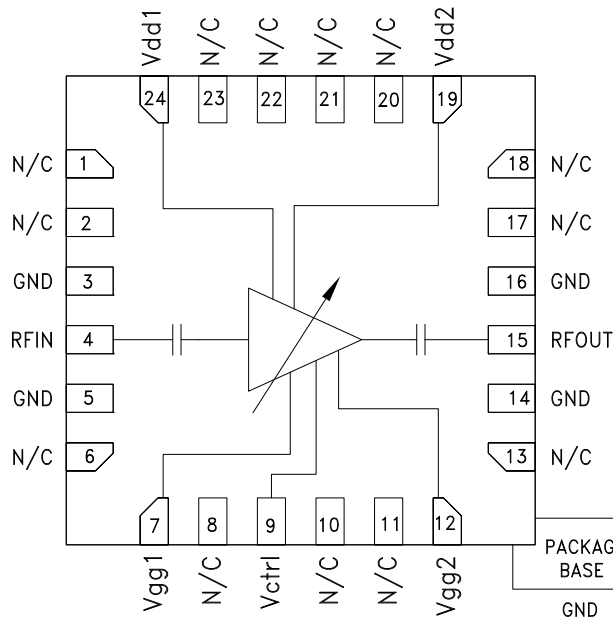 Vdd1 N/C N/C N/C N/C Vdd2
24 23 22 21 20 19
N/C 1 18 N/C
N/C 2 17 N/C
GND 3 16 GND
RFIN 4 15 RFOUT
GND 5 14 GND
N/C 6 13 N/C
7 8 9 10 11 12
Vgg1 N/C Vctrl N/C N/C Vgg2
PACKAG
BASE
GND